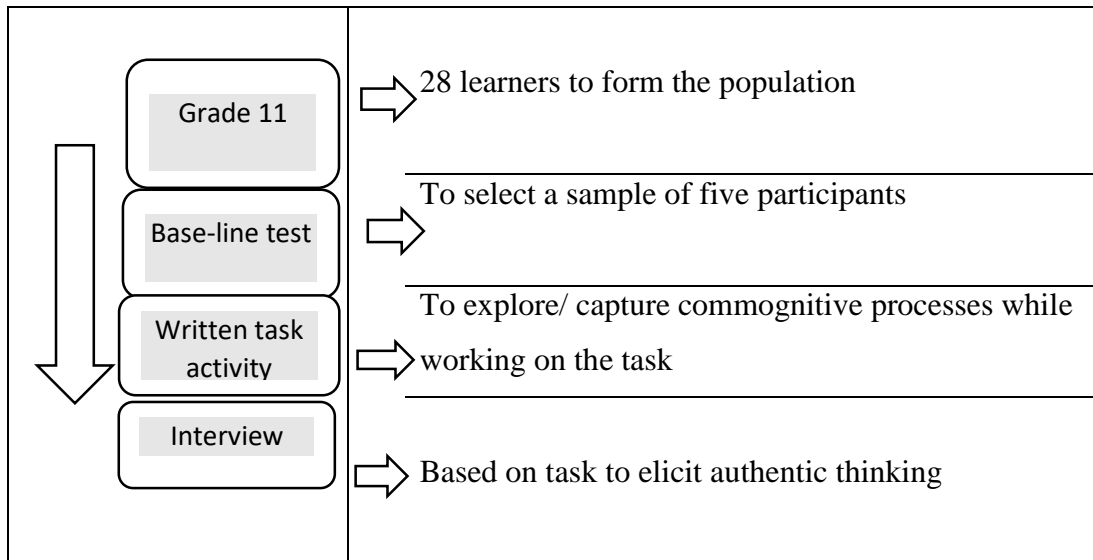 Grade 11
28 learners to form the population
Base-line test
To select a sample of five participants
Written task
activity
To explore/ capture commognitive processes while
working on the task
Interview
Based on task to elicit authentic thinking